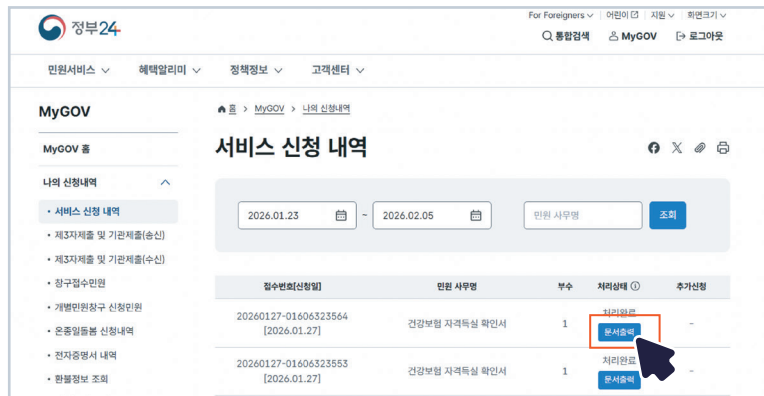 For Foreigners 어린이 지원 화면크기
정부24
통합검색 MyGOV 로그아웃
민원서비스 혜택알리미 정책정보 고객센터
MyGOV
홈 > MyGOV > 나의 신청내역
MyGOV 홈
서비스 신청 내역
나의 신청내역
• 서비스 신청 내역
• 제3자제출 및 기관제출(송신)
• 제3자제출 및 기관제출(수신)
• 창구접수민원
• 개별민원창구 신청민원
• 온종일돌봄 신청내역
• 전자증명서 내역
• 환불정보 조회
2026.01.23 ~ 2026.02.05 민원 사무명 조회
접수번호[신청일] 민원 사무명 부수 처리상태 추가신청
20260127-01606323564
[2026.01.27]
건강보험 자격득실 확인서 1
처리완료
문서출력
-
20260127-01606323553
[2026.01.27]
건강보험 자격득실 확인서 1
처리완료
문서출력
-